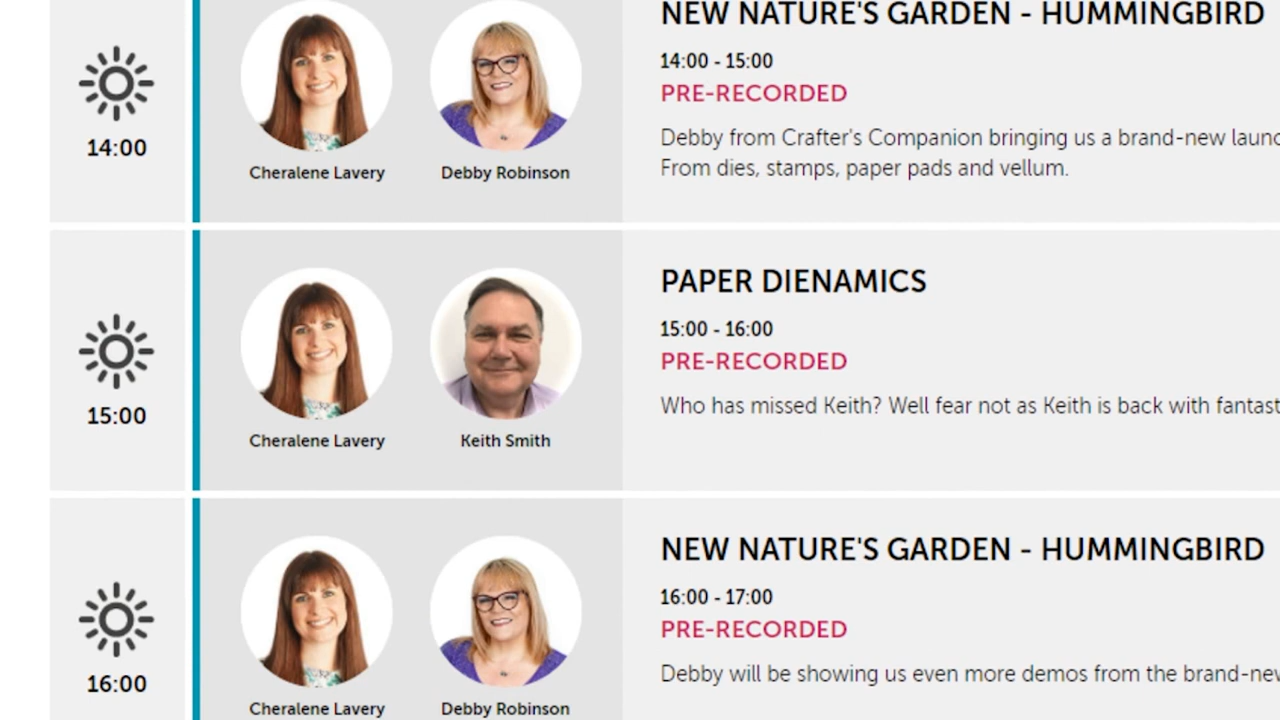 NEW NATURE'S GARDEN - HUMMINGBIRD
14:00 - 15:00
PRE-RECORDED
14:00
Debby from Crafter's Companion bringing us a brand-new
From dies, stamps, paper pads and vellum.
Cheralene Lavery
Debby Robinson
PAPER DIENAMICS
15:00 - 16:00
PRE-RECORDED
15:00
Who has missed Keith? Well fear not as Keith is back with
Cheralene Lavery
Keith Smith
NEW NATURE'S GARDEN - HUMMINGBIRD
16:00 - 17:00
PRE-RECORDED
16:00
Debby will be showing us even more demos from the
Cheralene Lavery
Debby Robinson